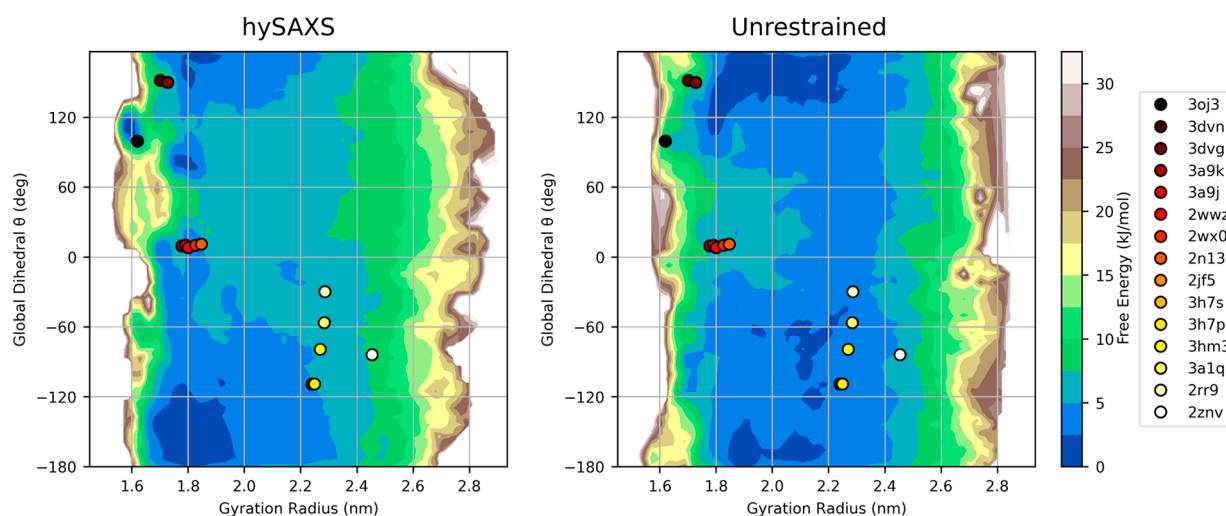 hySAXS
Unrestrained
Global Dihedral θ (deg)
120
60
0
−60
−120
−180
1.6 1.8 2.0 2.2 2.4 2.6 2.8
Gyration Radius (nm)
Global Dihedral θ (deg)
120
60
0
−60
−120
−180
1.6 1.8 2.0 2.2 2.4 2.6 2.8
Gyration Radius (nm)
30
25
20
15
10
5
0
Free Energy (kJ/mol)
3oj3
3dvn
3dvg
3a9k
3a9j
2wwz
2wx0
2n13
2jf5
3h7s
3h7p
3hm3
3a1q
2rr9
2znv